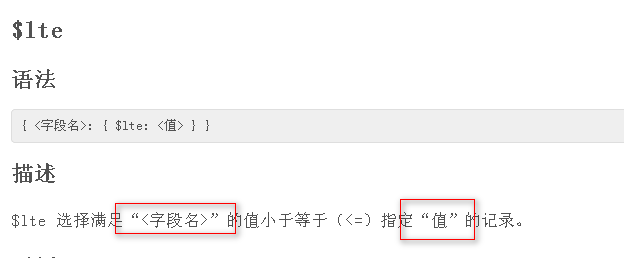 $lte
语法
{ <字段名>: { $lte: <值> } }
描述
$lte 选择满足“<字段名>”的值小于等于（<=）指定“值”的记录。